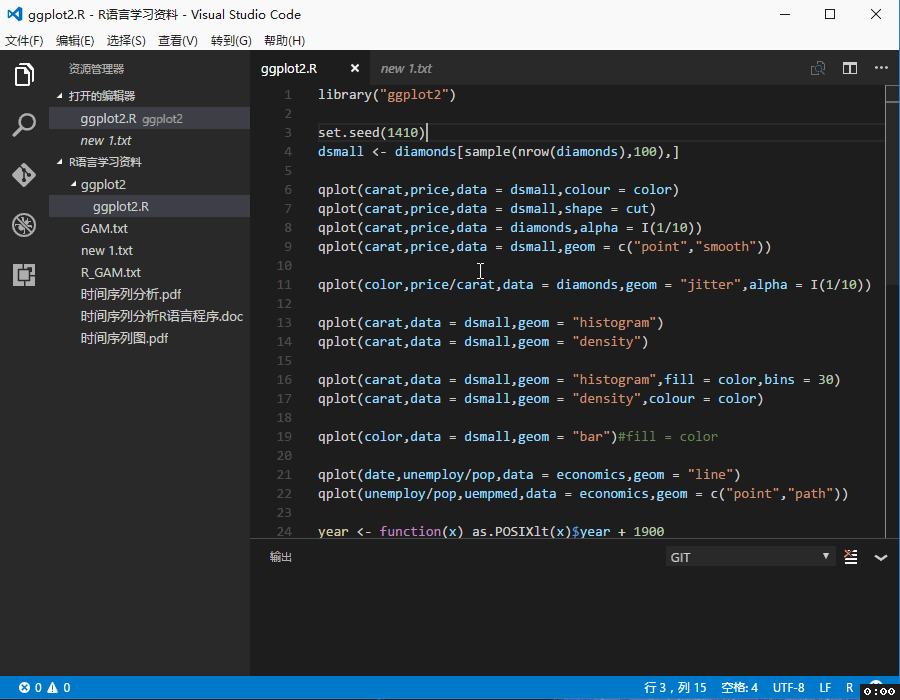 ggplot2.R - R语言学习资料 - Visual Studio Code
文件(F) 编辑(E) 选择(S) 查看(V) 转到(G) 帮助(H)
资源管理器
打开的编辑器
ggplot2.R ggplot2
new 1.txt
R语言学习资料
ggplot2
ggplot2.R
GAM.txt
new 1.txt
R_GAM.txt
时间序列分析.pdf
时间序列分析R语言程序.doc
时间序列图.pdf
ggplot2.R new 1.txt
1 library("ggplot2")
2
3 set.seed(1410)
4 dsmall <- diamonds[sample(nrow(diamonds),100),]
5
6 qplot(carat,price,data = dsmall,colour = color)
7 qplot(carat,price,data = dsmall,shape = cut)
8 qplot(carat,price,data = diamonds,alpha = I(1/10))
9 qplot(carat,price,data = dsmall,geom = c("point","smooth"))
10
11 qplot(color,price/carat,data = diamonds,geom = "jitter",alpha = I(1/10))
12
13 qplot(carat,data = dsmall,geom = "histogram")
14 qplot(carat,data = dsmall,geom = "density")
15
16 qplot(carat,data = dsmall,geom = "histogram",fill = color,bins = 30)
17 qplot(carat,data = dsmall,geom = "density",colour = color)
18
19 qplot(color,data = dsmall,geom = "bar")#fill = color
20
21 qplot(date,unemploy/pop,data = economics,geom = "line")
22 qplot(unemploy/pop,uempmed,data = economics,geom = c("point","path"))
23
24 year <- function(x) as.POSIXlt(x)$year + 1900
输出
GIT
0 0
行 3，列 15 空格: 4 UTF-8 LF R
0:00